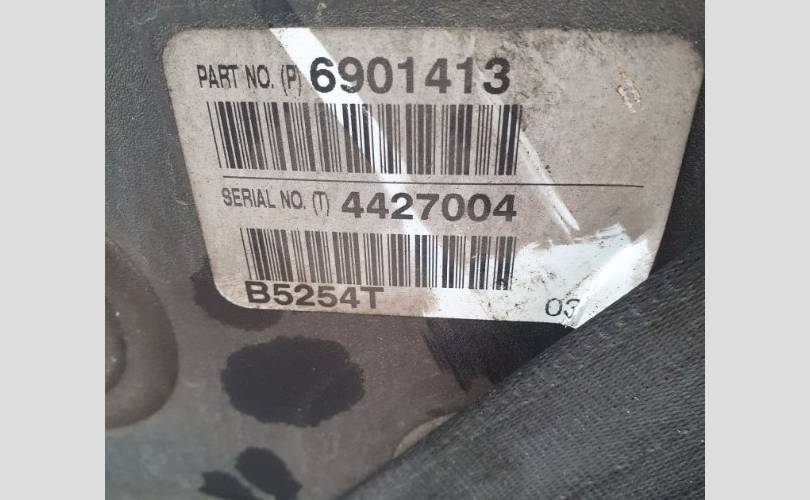 PART NO. (P) 6901413
SERIAL NO. (T) 4427004
B5254T 03